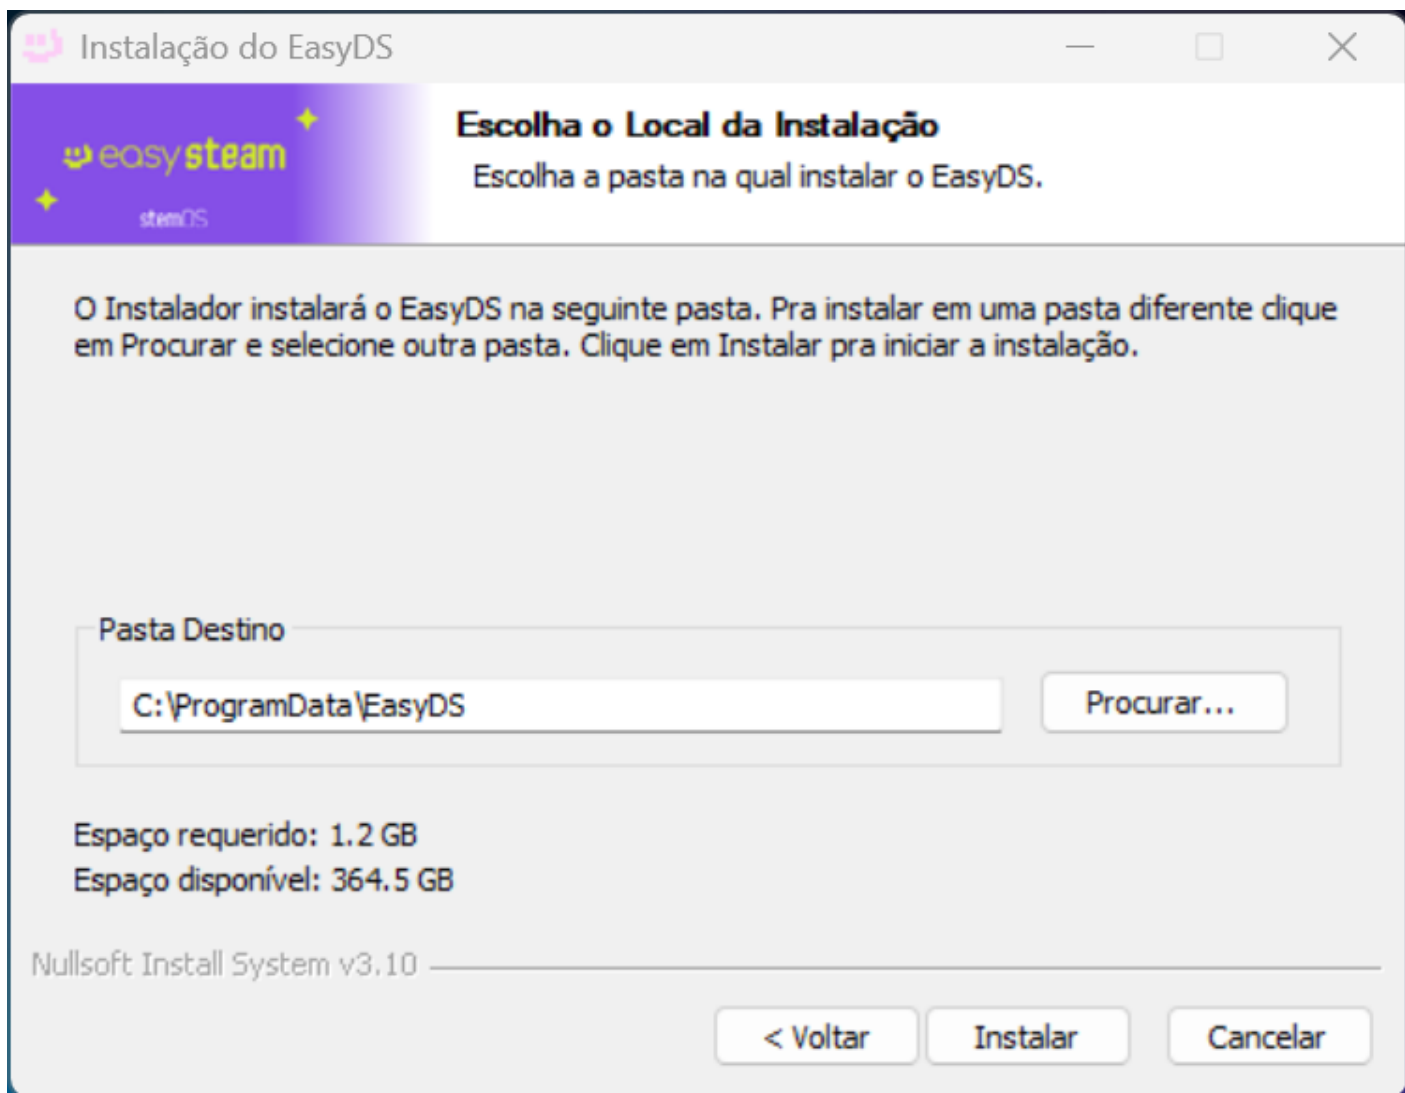 Instalação do EasyDS
easysteam
stemOS
Escolha o Local da Instalação
Escolha a pasta na qual instalar o EasyDS.
O Instalador instalará o EasyDS na seguinte pasta. Pra instalar em uma pasta diferente clique
em Procurar e selecione outra pasta. Clique em Instalar pra iniciar a instalação.
Pasta Destino
C:\ProgramData\EasyDS
Procurar...
Espaço requerido: 1.2 GB
Espaço disponível: 364.5 GB
Nullsoft Install System v3.10
< Voltar
Instalar
Cancelar